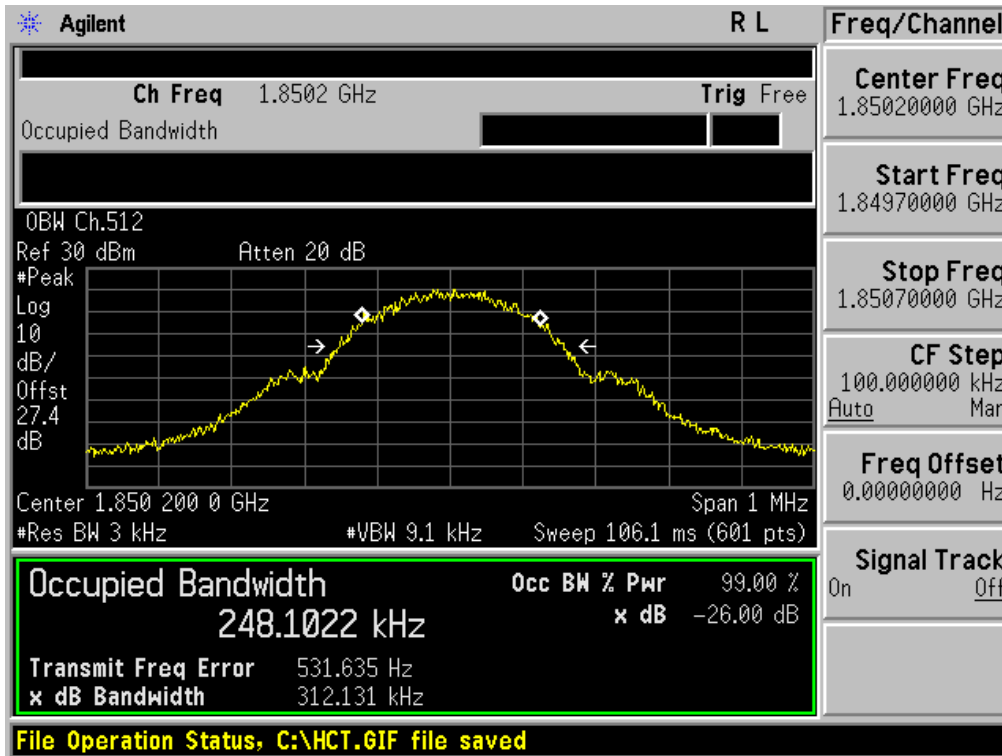 Agilent R L
Ch Freq 1.8502 GHz Trig Free
Occupied Bandwidth
OBW Ch.512
Ref 30 dBm Atten 20 dB
#Peak
Log
10
dB/
Offst
27.4
dB
Center 1.850 200 0 GHz Span 1 MHz
#Res BW 3 kHz #VBW 9.1 kHz Sweep 106.1 ms (601 pts)
Occupied Bandwidth Occ BW % Pwr 99.00 %
248.1022 kHz x dB -26.00 dB
Transmit Freq Error 531.635 Hz
x dB Bandwidth 312.131 kHz
File Operation Status, C:\HCT.GIF file saved
Freq/Channel
Center Freq
1.85020000 GHz
Start Freq
1.84970000 GHz
Stop Freq
1.85070000 GHz
CF Step
100.000000 kHz
Auto Man
Freq Offset
0.00000000 Hz
Signal Track
On Off